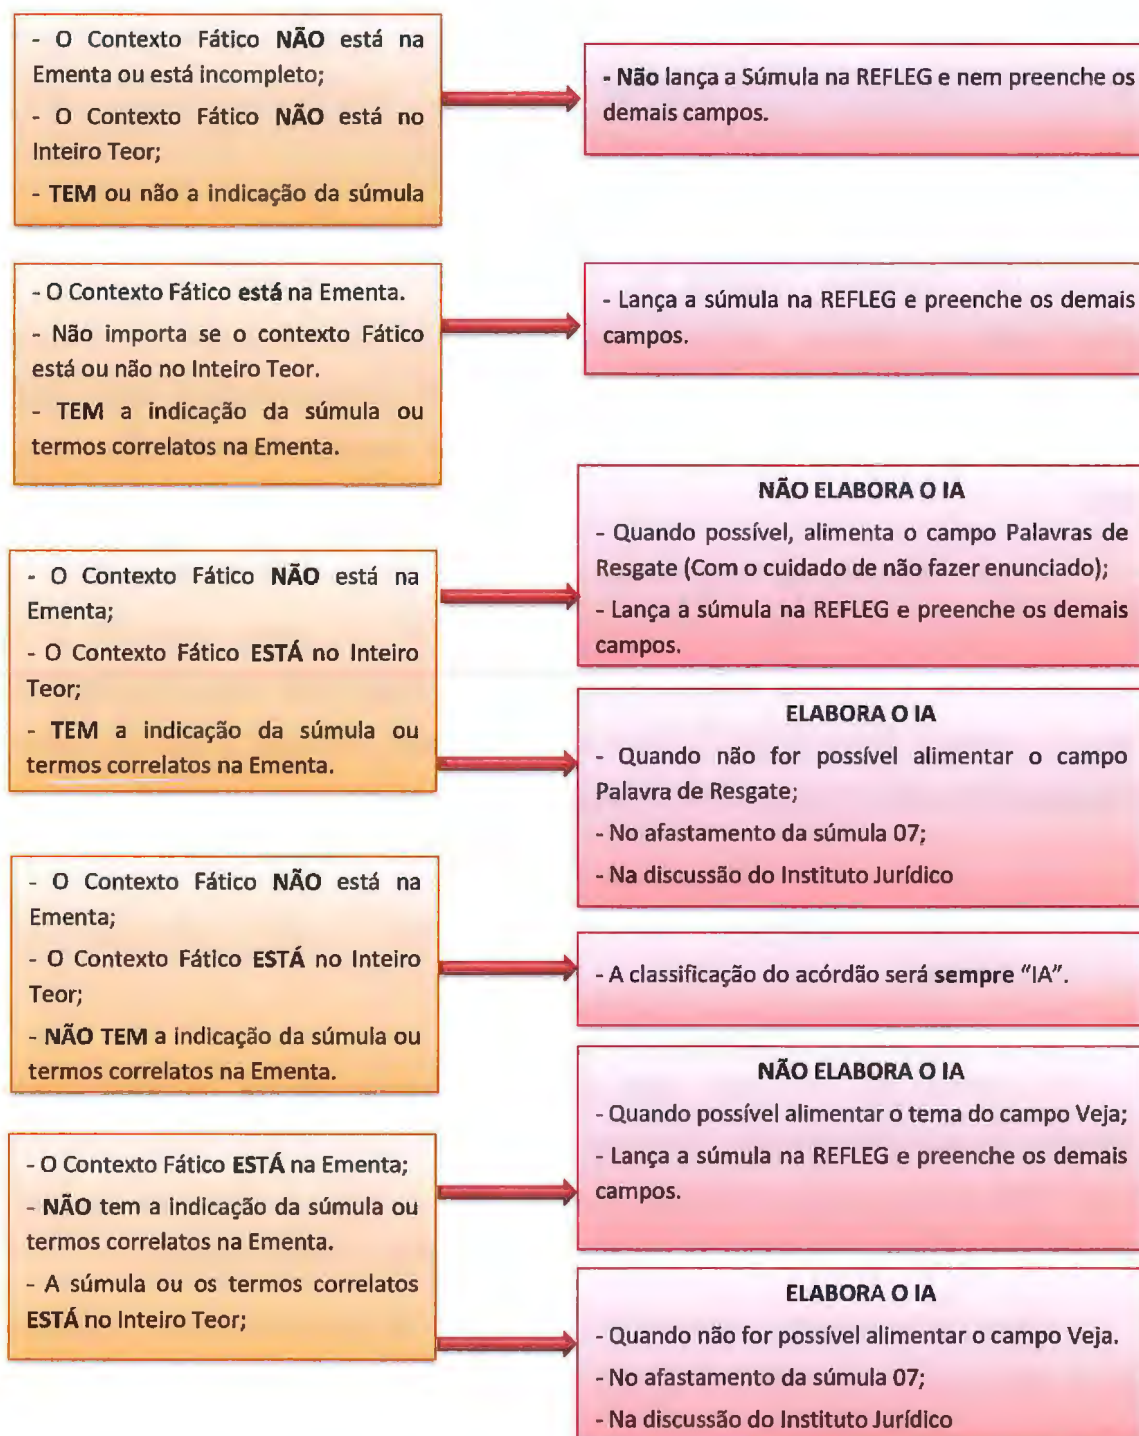 - O Contexto Fático NÃO está na
Ementa ou está incompleto;
- O Contexto Fático NÃO está no
Inteiro Teor;
- TEM ou não a indicação da súmula
- Não lança a Súmula na REFLEG e nem preenche os
demais campos.
- O Contexto Fático está na Ementa.
- Não importa se o contexto Fático
está ou não no Inteiro Teor.
- TEM a indicação da súmula ou
termos correlatos na Ementa.
- Lança a súmula na REFLEG e preenche os demais
campos.
- O Contexto Fático NÃO está na
Ementa;
- O Contexto Fático ESTÁ no Inteiro
Teor;
- TEM a indicação da súmula ou
termos correlatos na Ementa.
NÃO ELABORA O IA
- Quando possível, alimenta o campo Palavras de
Resgate (Com o cuidado de não fazer enunciado);
- Lança a súmula na REFLEG e preenche os demais
campos.
ELABORA O IA
- Quando não for possível alimentar o campo
Palavra de Resgate;
- No afastamento da súmula 07;
- Na discussão do Instituto Jurídico
- O Contexto Fático NÃO está na
Ementa;
- O Contexto Fático ESTÁ no Inteiro
Teor;
- NÃO TEM a indicação da súmula ou
termos correlatos na Ementa.
- A classificação do acórdão será sempre "IA".
- O Contexto Fático ESTÁ na Ementa;
- NÃO tem a indicação da súmula ou
termos correlatos na Ementa.
- A súmula ou os termos correlatos
ESTÁ no Inteiro Teor;
NÃO ELABORA O IA
- Quando possível alimentar o tema do campo Veja;
- Lança a súmula na REFLEG e preenche os demais
campos.
ELABORA O IA
- Quando não for possível alimentar o campo Veja.
- No afastamento da súmula 07;
- Na discussão do Instituto Jurídico